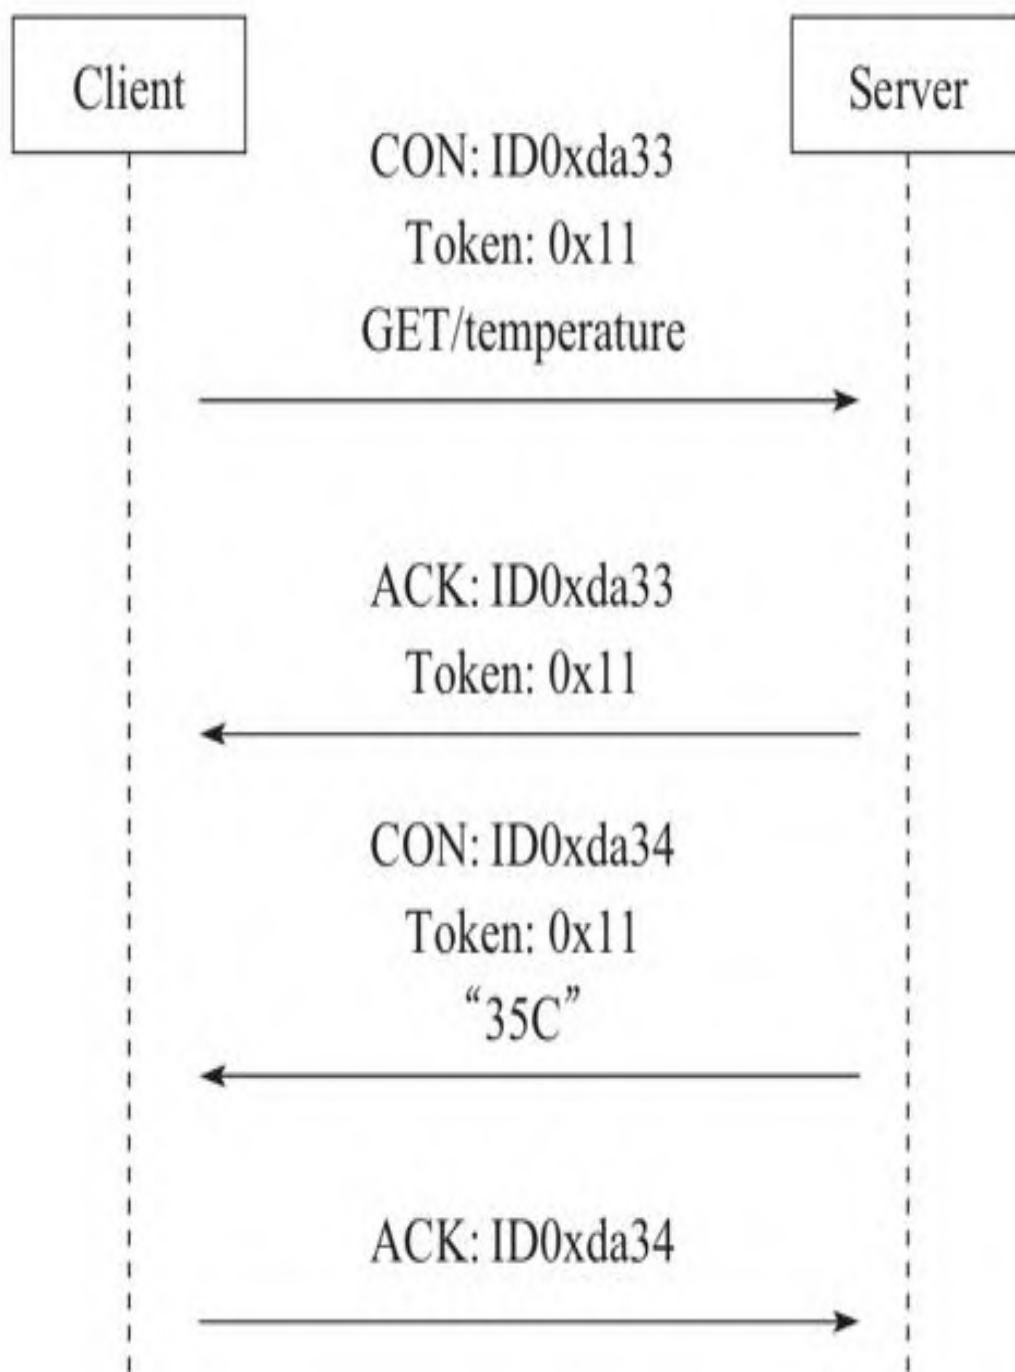 Client
Server
CON: ID0xda33
Token: 0x11
GET/temperature
ACK: ID0xda33
Token: 0x11
CON: ID0xda34
Token: 0x11
“35C”
ACK: ID0xda34